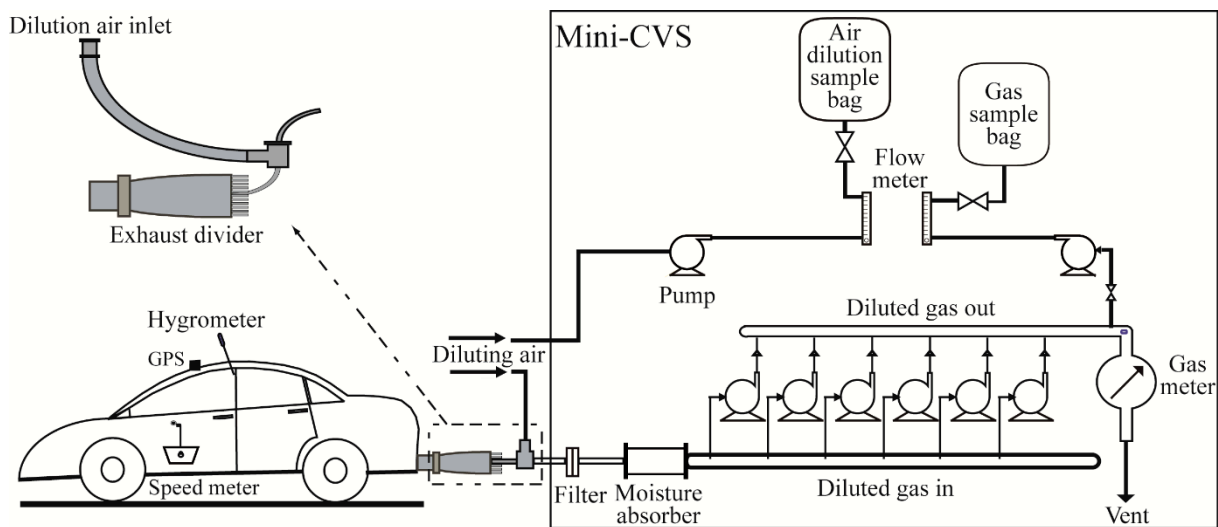 Dilution air inlet
Exhaust divider
Mini-CVS
Air
dilution
sample
bag
Gas
sample
bag
Flow
meter
Pump
Hygrometer
GPS
Diluting air
Diluted gas out
Gas
meter
Speed meter
Filter
Moisture
absorber
Diluted gas in
Vent